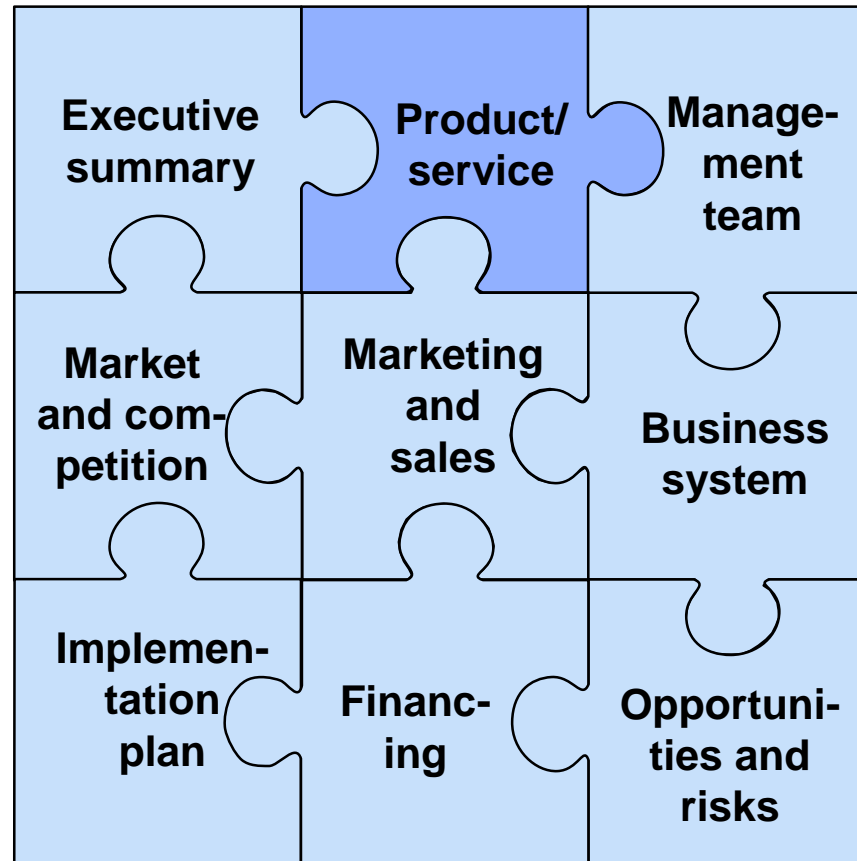 Executive
summary
Product/
service
Manage-
ment
team
Market
and com-
petition
Marketing
and
sales
Business
system
Implemen-
tation
plan
Financ-
ing
Opportuni-
ties and
risks